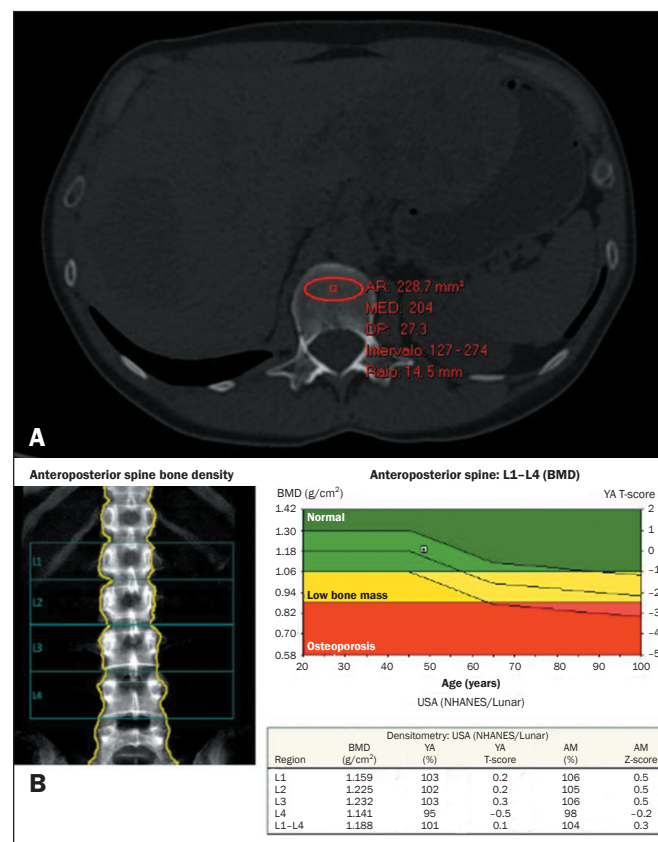 AR: 228.7 mm²
MED: 204
DP: 27.3
Intervalo: 127 - 274
Raio: 14.5 mm
A
Anteroposterior spine bone density
L1
L2
L3
L4
B
Anteroposterior spine: L1–L4 (BMD)
BMD (g/cm²) YA T-score
1.42 2
1.30 1
1.18 0
1.06 –1
0.94 –2
0.82 –3
0.70 –4
0.58 –5
Normal
Low bone mass
Osteoporosis
20 30 40 50 60 70 80 90 100
Age (years)
USA (NHANES/Lunar)
Densitometry: USA (NHANES/Lunar)
BMD YA YA AM AM
Region (g/cm²) (%) T-score (%) Z-score
L1 1.159 103 0.2 106 0.5
L2 1.225 102 0.2 105 0.5
L3 1.232 103 0.3 106 0.5
L4 1.141 95 –0.5 98 –0.2
L1–L4 1.188 101 0.1 104 0.3